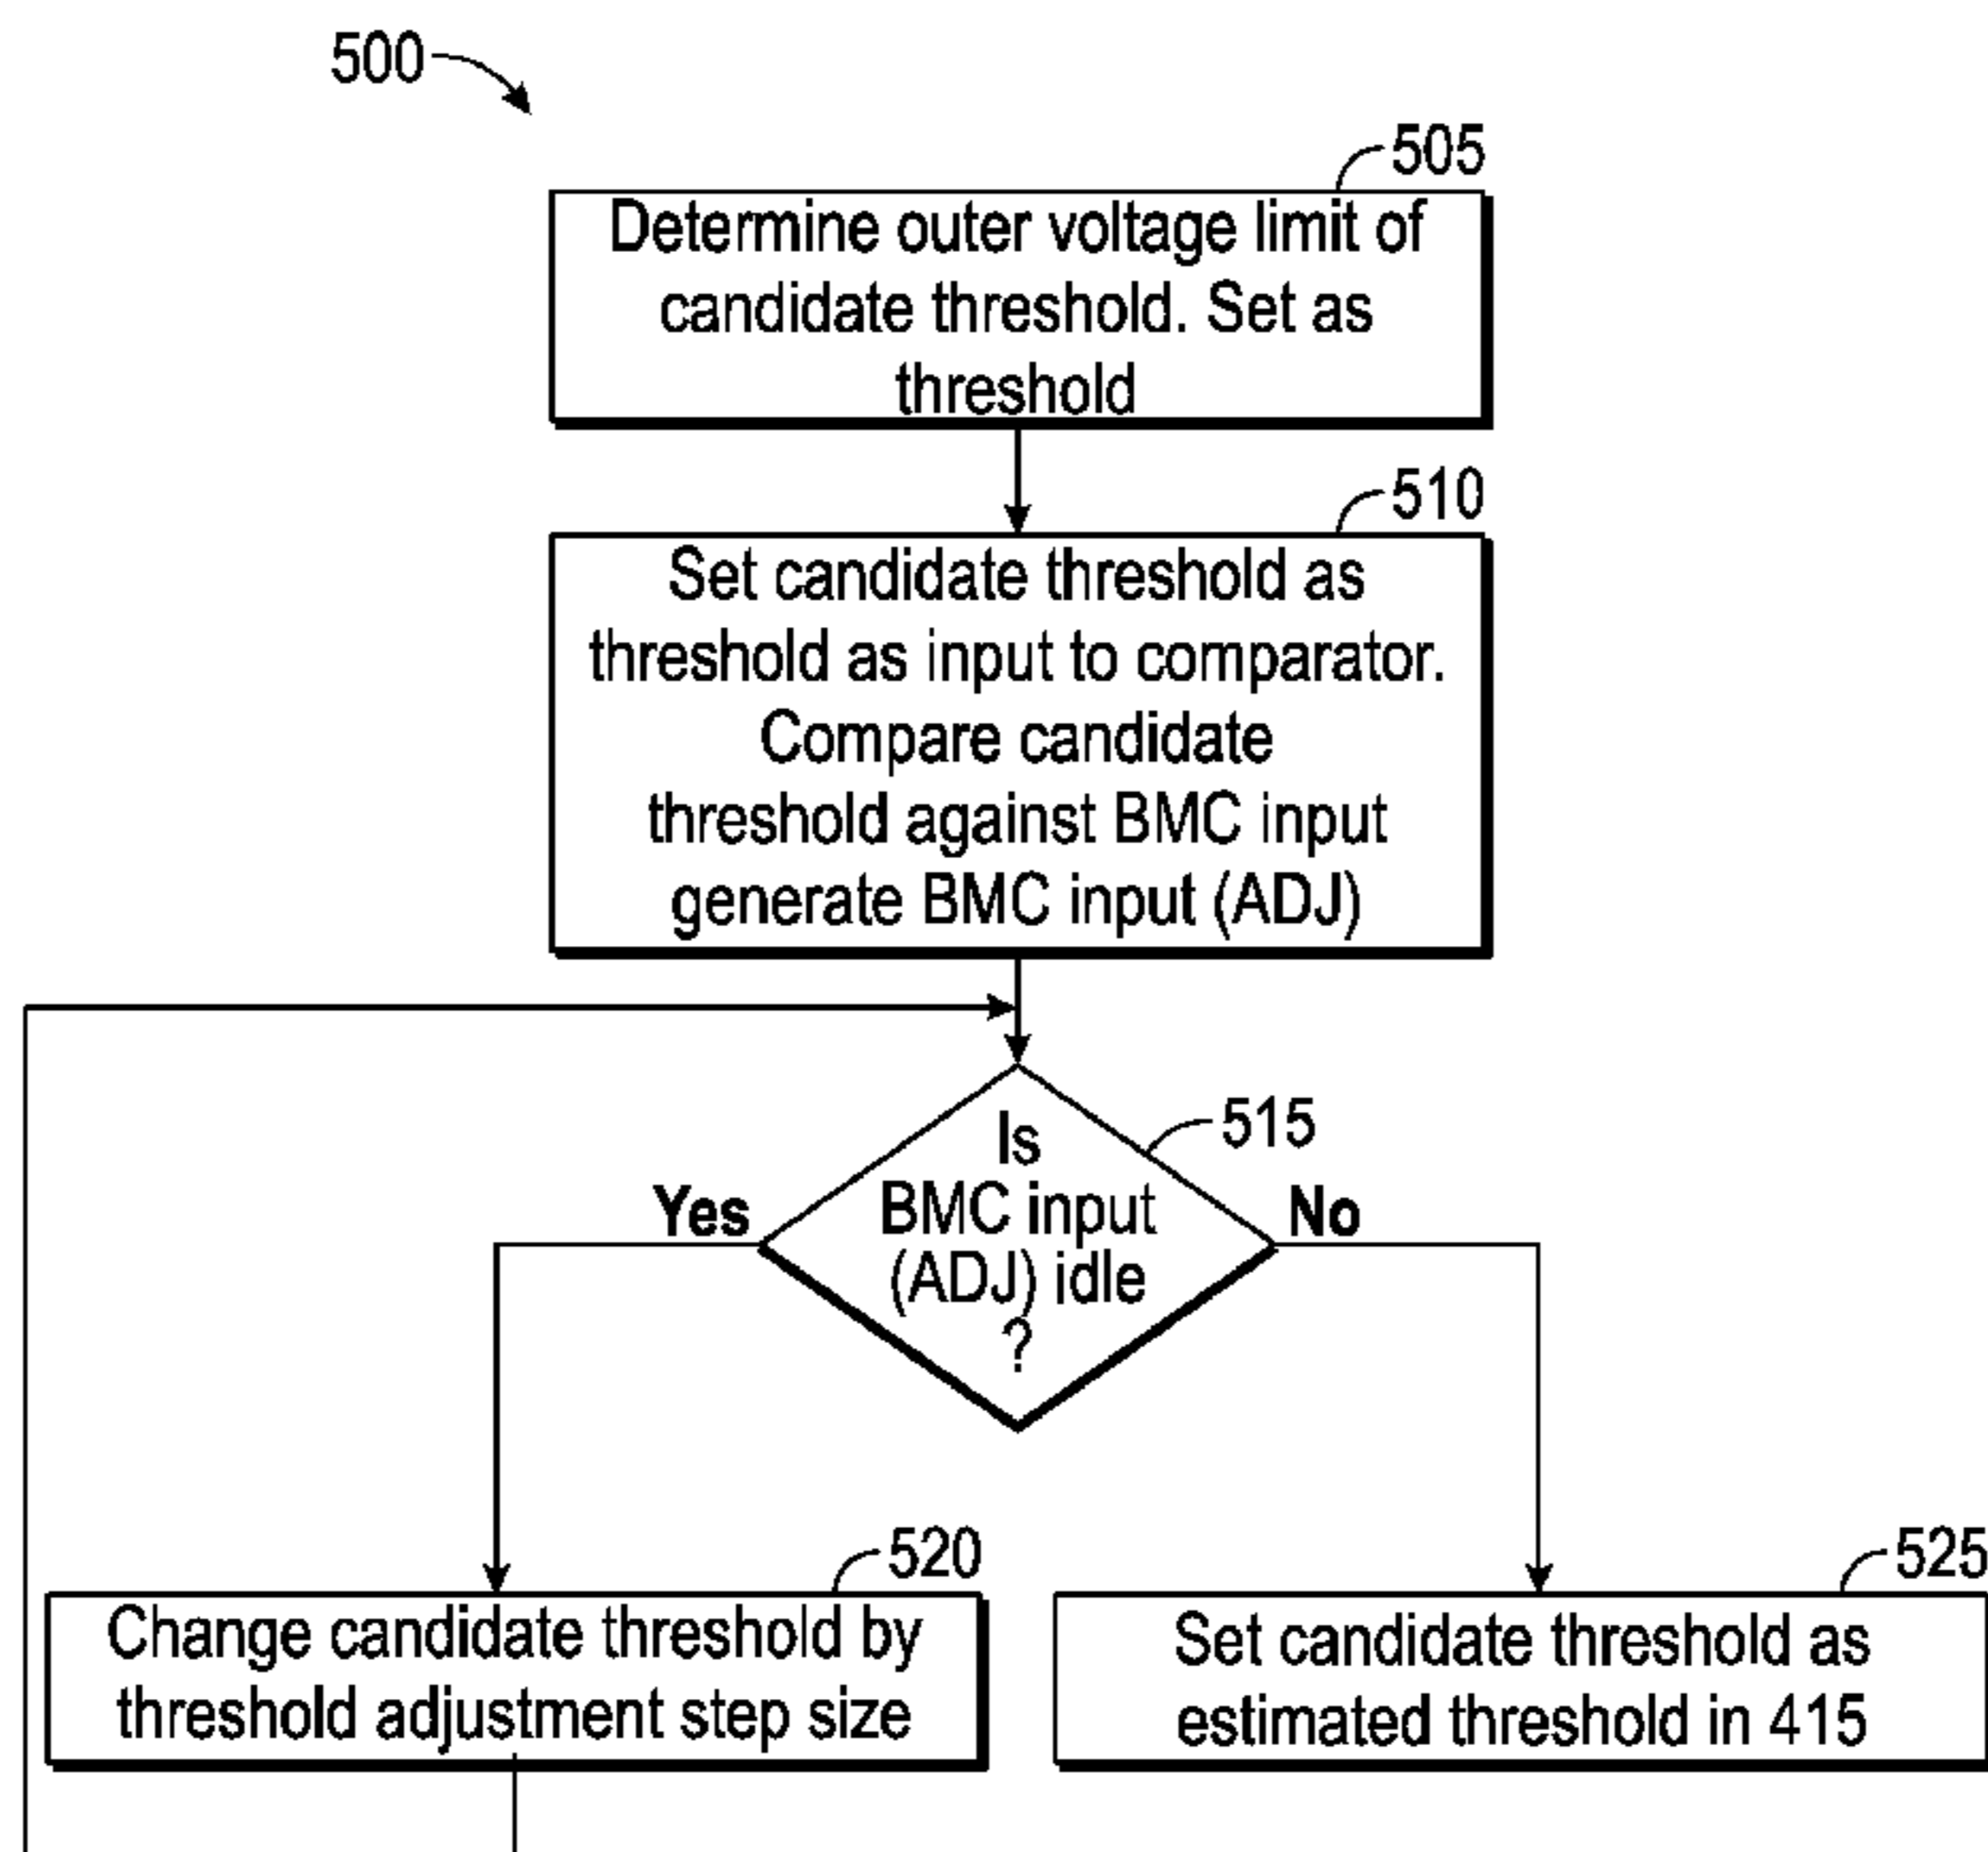 500
505
Determine outer voltage limit of
candidate threshold. Set as
threshold
510
Set candidate threshold as
threshold as input to comparator.
Compare candidate
threshold against BMC input
generate BMC input (ADJ)
515
Is
BMC input
(ADJ) idle
?
Yes
No
520
Change candidate threshold by
threshold adjustment step size
525
Set candidate threshold as
estimated threshold in 415